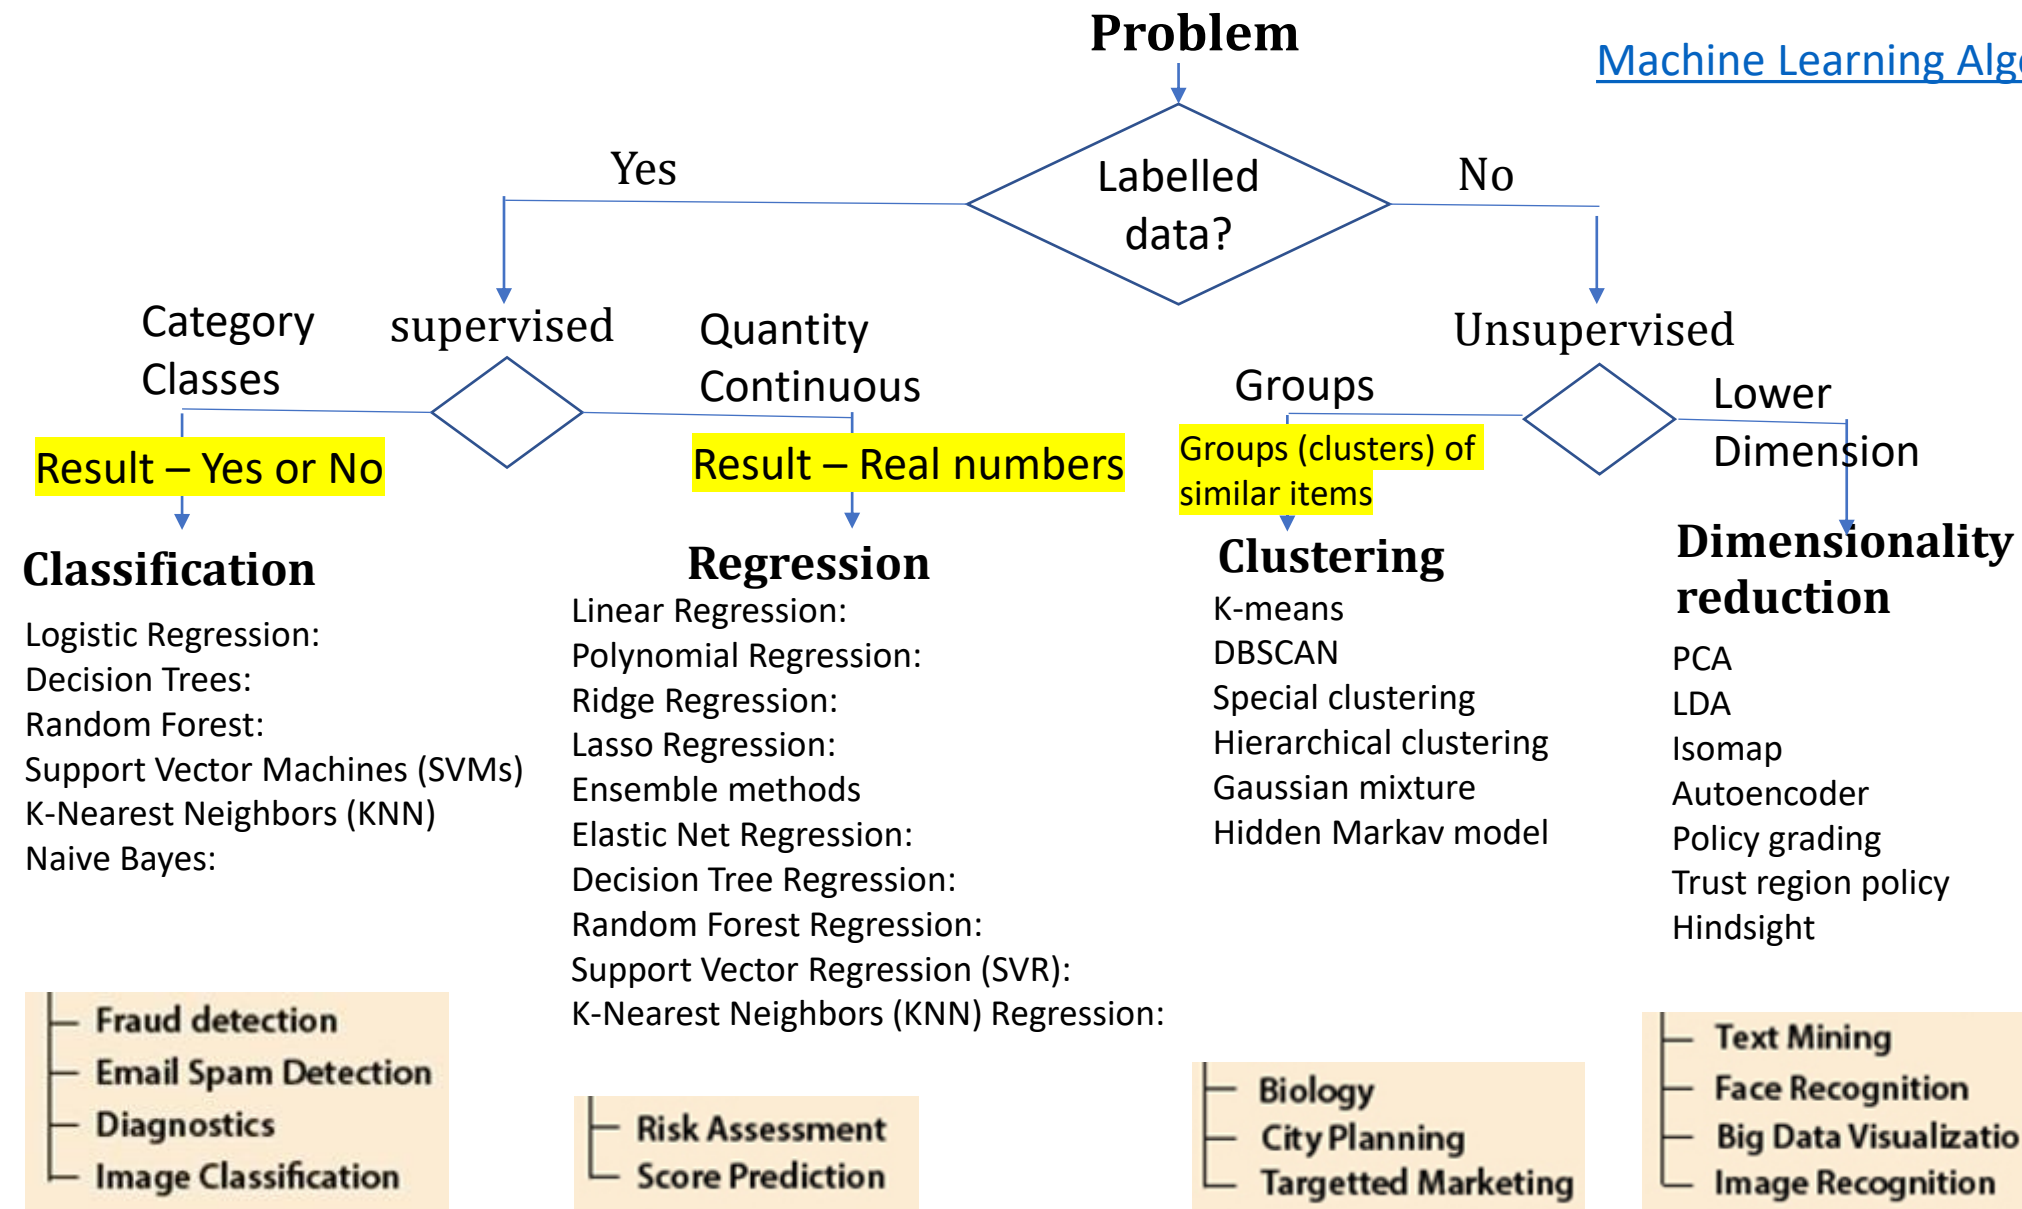 Problem
Machine Learning
Labelled
data?
Yes
No
supervised
Category
Classes
Quantity
Continuous
Result – Yes or No
Result – Real numbers
Unsupervised
Groups
Groups (clusters) of
similar items
Lower
Dimension
Classification
Logistic Regression:
Decision Trees:
Random Forest:
Support Vector Machines (SVMs)
K-Nearest Neighbors (KNN)
Naive Bayes:
Fraud detection
Email Spam Detection
Diagnostics
Image Classification
Regression
Linear Regression:
Polynomial Regression:
Ridge Regression:
Lasso Regression:
Ensemble methods
Elastic Net Regression:
Decision Tree Regression:
Random Forest Regression:
Support Vector Regression (SVR):
K-Nearest Neighbors (KNN) Regression:
Risk Assessment
Score Prediction
Clustering
K-means
DBSCAN
Special clustering
Hierarchical clustering
Gaussian mixture
Hidden Markav model
Biology
City Planning
Targetted Marketing
Dimensionality
reduction
PCA
LDA
Isomap
Autoencoder
Policy grading
Trust region policy
Hindsight
Text Mining
Face Recognition
Big Data Visualizatio
Image Recognition